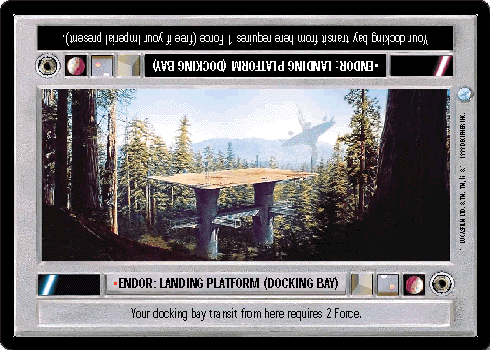 Your docking bay transit from here requires 1 Force (free if your Imperial present).
•ENDOR: LANDING PLATFORM (DOCKING BAY)
•ENDOR: LANDING PLATFORM (DOCKING BAY)
Your docking bay transit from here requires 2 Force.